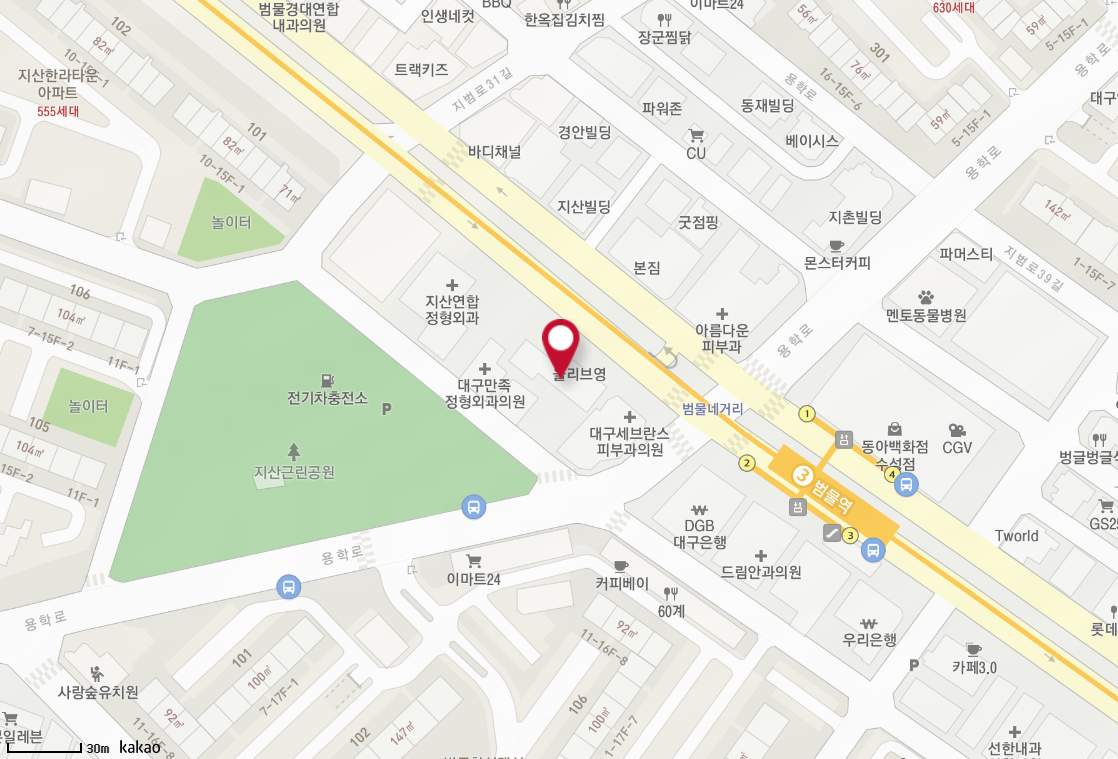 범물경대연합
내과의원
인생네컷
BBQ
한옥집김치찜
이마트24
장군찜닭
630세대
102
82㎡
10-15F-1
지산한라타운
아파트
555세대
트랙키즈
지범로31길
56㎡
301
76㎡
16-15F-6
용학로
59㎡
5-15F-1
용학로
파워존
동재빌딩
경안빌딩
CU
베이시스
59㎡
5-15F-1
101
82㎡
10-15F-1
71㎡
바디채널
용학로
지산빌딩
굿점핑
지촌빌딩
142㎡
놀이터
몬스터커피
파머스티
지범로39길
1-15F-7
본짐
106
104㎡
7-15F-2
11F-1
지산연합
정형외과
멘토동물병원
아름다운
피부과
용학로
올리브영
전기차충전소
P
대구만족
정형외과의원
놀이터
105
104㎡
15F-2
11F-1
범물네거리
1
대구세브란스
피부과의원
동아백화점
수성점
CGV
지산근린공원
2
3
범물역
4
벙글벙글식
DGB
대구은행
3
GS25
Tworld
용학로
이마트24
커피베이
드림안과의원
60계
용학로
92㎡
11-16F-8
우리은행
101
100㎡
7-17F-1
P
카페3.0
사랑숲유치원
92㎡
11-16F-8
106
100㎡
1-17F-7
102
147㎡
선한내과
30m
kakao